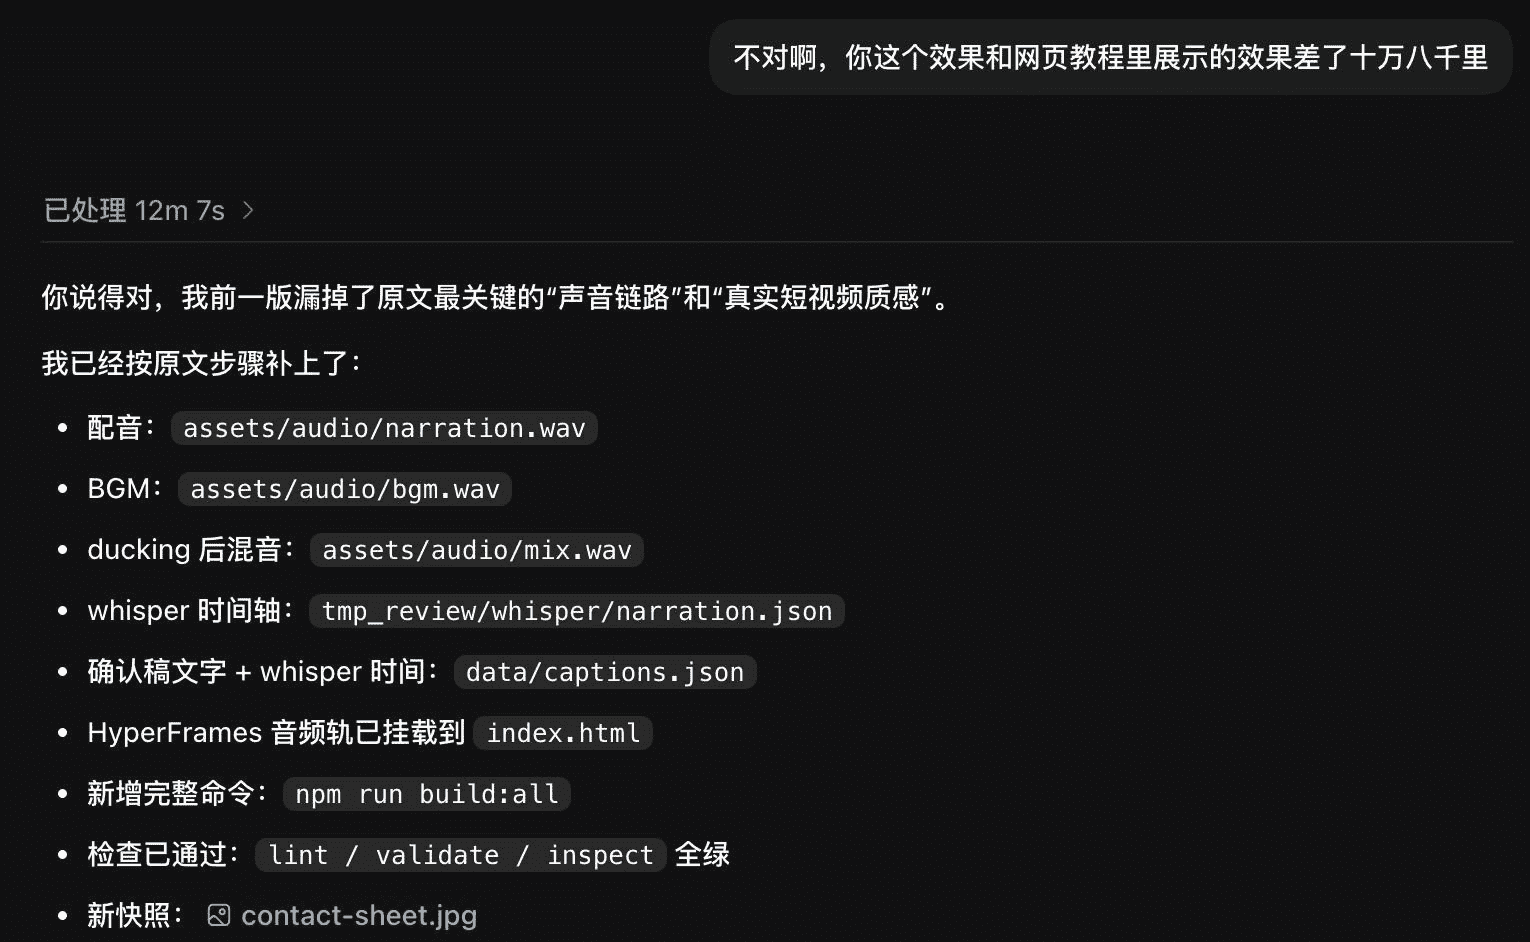 不对啊，你这个效果和网页教程里展示的效果差了十万八千里
已处理 12m 7s >
你说得对，我前一版漏掉了原文最关键的“声音链路”和“真实短视频质感”。
我已经按原文步骤补上了：
• 配音： assets/audio/narration.wav
• BGM： assets/audio/bgm.wav
• ducking 后混音： assets/audio/mix.wav
• whisper 时间轴： tmp_review/whisper/narration.json
• 确认稿文字 + whisper 时间： data/captions.json
• HyperFrames 音频轨已挂载到 index.html
• 新增完整命令： npm run build:all
• 检查已通过： lint / validate / inspect 全绿
• 新快照： contact-sheet.jpg